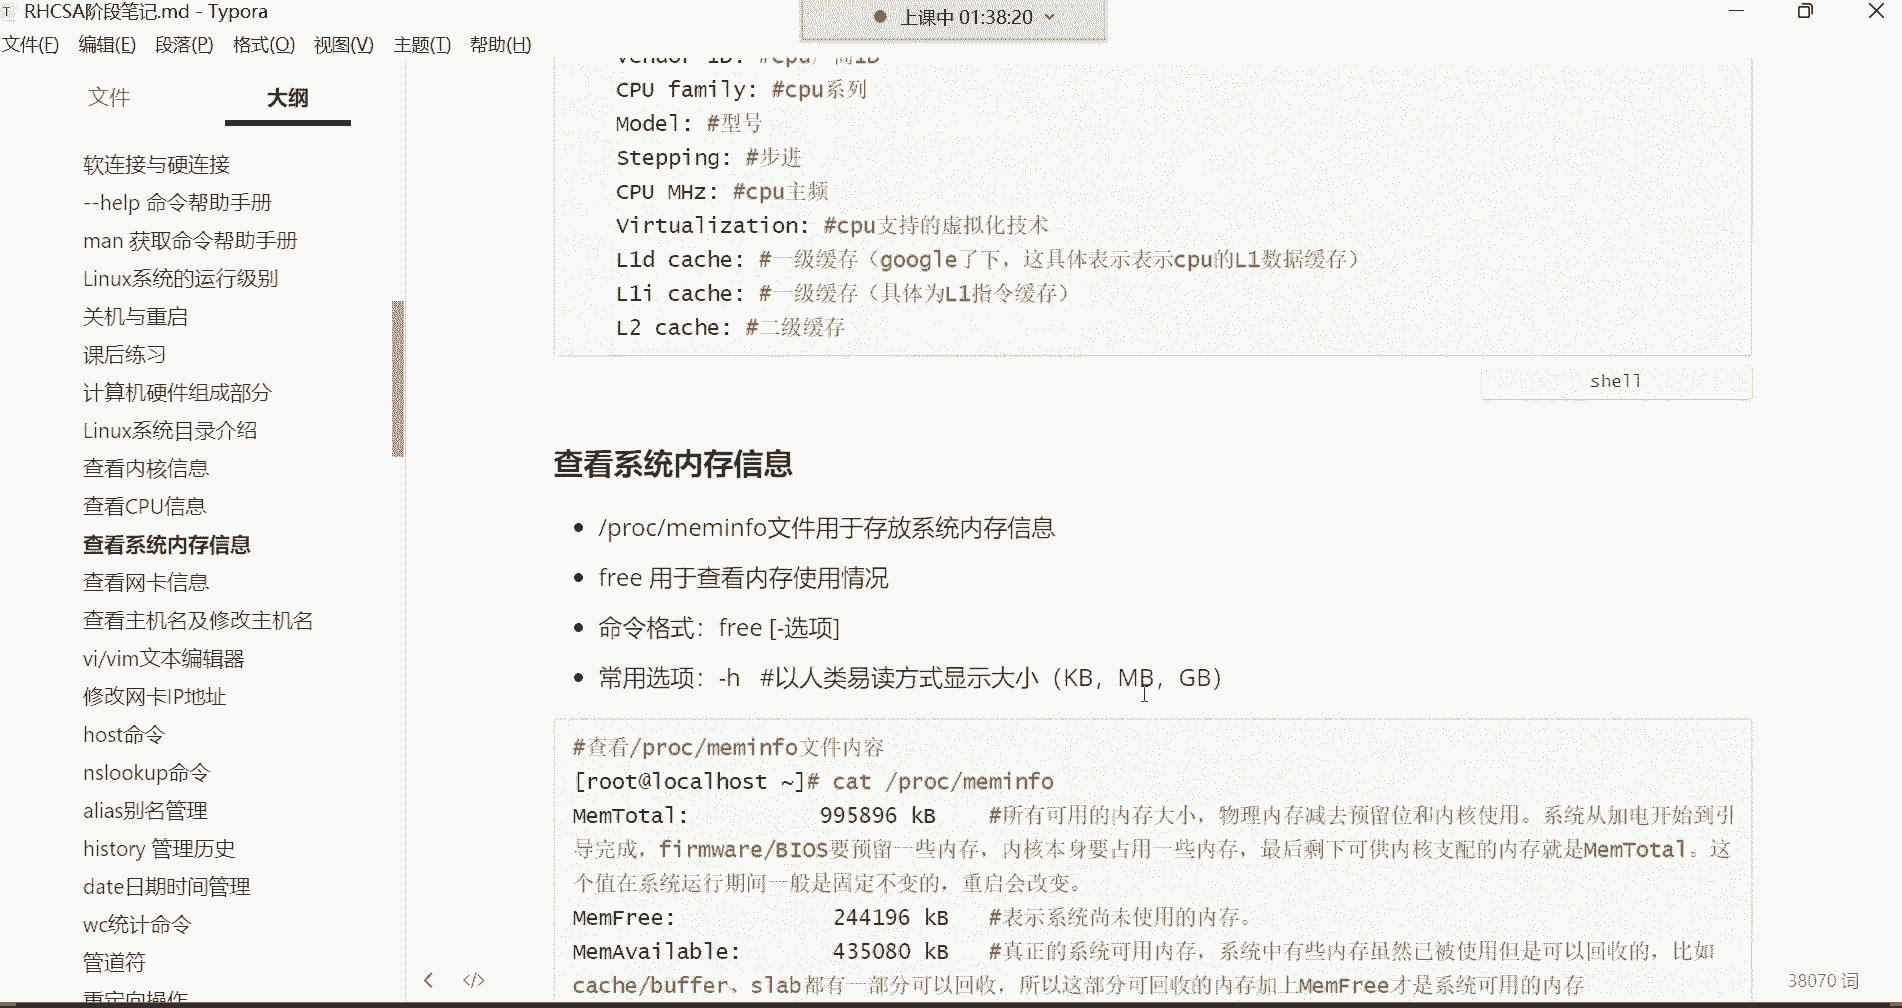 RHCSA阶段笔记.md - Typora
上课中 01:38:20
文件(F) 编辑(E) 段落(P) 格式(O) 视图(V) 主题(T) 帮助(H)
文件 大纲
软连接与硬连接
--help 命令帮助手册
man 获取命令帮助手册
Linux系统的运行级别
关机与重启
课后练习
计算机硬件组成部分
Linux系统目录介绍
查看内核信息
查看CPU信息
查看系统内存信息
查看网卡信息
查看主机名及修改主机名
vi/vim文本编辑器
修改网卡IP地址
host命令
nslookup命令
alias别名管理
history 管理历史
date日期时间管理
wc统计命令
管道符
重定向操作
CPU family: #cpu系列
Model: #型号
Stepping: #步进
CPU MHz: #cpu主频
Virtualization: #cpu支持的虚拟化技术
L1d cache: #一级缓存（google了下，这具体表示表示cpu的L1数据缓存）
L1i cache: #一级缓存（具体为L1指令缓存）
L2 cache: #二级缓存
shell
查看系统内存信息
/proc/meminfo文件用于存放系统内存信息
free 用于查看内存使用情况
命令格式：free [-选项]
常用选项：-h #以人类易读方式显示大小（KB，MB，GB）
#查看/proc/meminfo文件内容
[root@localhost ~]# cat /proc/meminfo
MemTotal: 995896 kB #所有可用的内存大小，物理内存减去预留位和内核使用。系统从加电开始到引
导完成，firmware/BIOS要预留一些内存，内核本身要占用一些内存，最后剩下可供内核支配的内存就是MemTotal。这
个值在系统运行期间一般是固定不变的，重启会改变。
MemFree: 244196 kB #表示系统尚未使用的内存。
MemAvailable: 435080 kB #真正的系统可用内存，系统中有些内存虽然已被使用但是可以回收的，比如
cache/buffer、slab都有一部分可以回收，所以这部分可回收的内存加上MemFree才是系统可用的内存
38070 词